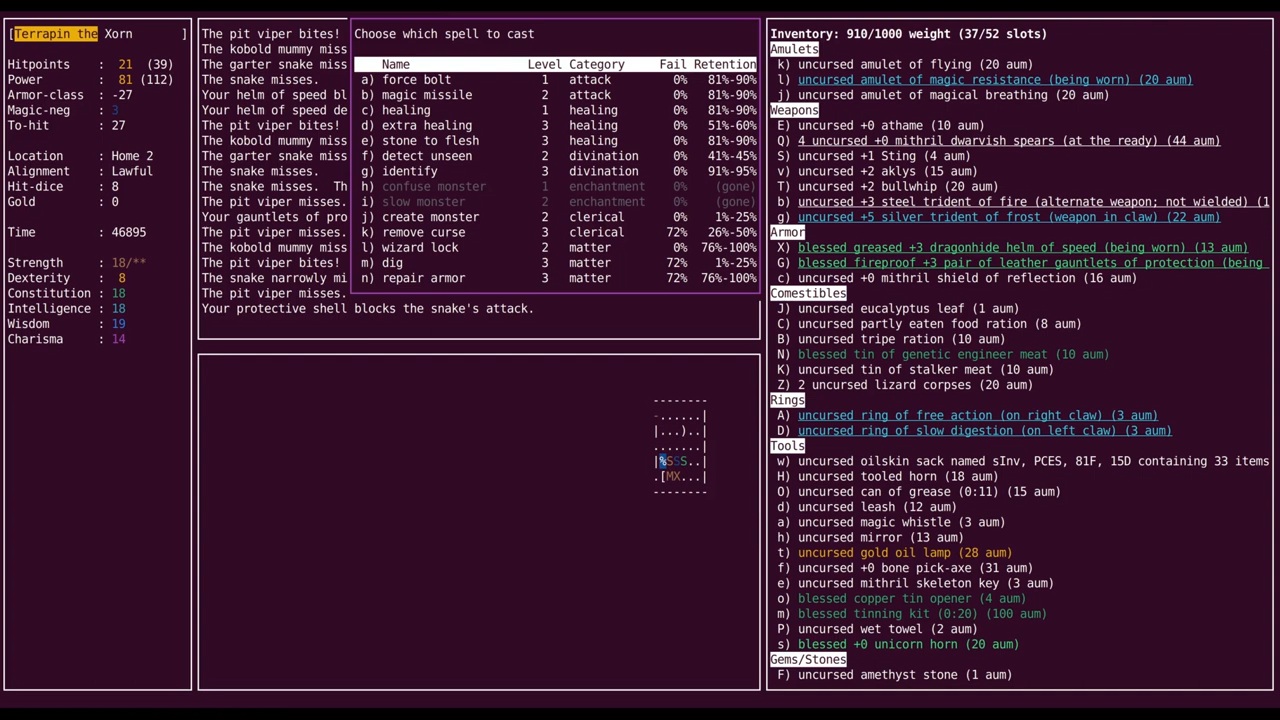 [Terrapin the Xorn ]
Hitpoints : 21 (39)
Power : 81 (112)
Armor-class : -27
Magic-neg : 3
To-hit : 27
Location : Home 2
Alignment : Lawful
Hit-dice : 8
Gold : 0
Time : 46895
Strength : 18/**
Dexterity : 8
Constitution : 18
Intelligence : 18
Wisdom : 19
Charisma : 14
The pit viper bites!
The kobold mummy miss
The garter snake miss
The snake misses.
Your helm of speed bl
Your helm of speed de
The pit viper bites!
The kobold mummy miss
The garter snake miss
The snake misses.  Th
The pit viper misses.
Your gauntlets of pro
The pit viper bites!
The kobold mummy miss
The pit viper bites!
The snake narrowly mi
The pit viper misses.
Your protective shell blocks the snake's attack.
Choose which spell to cast
Name Level Category Fail Retention
a) force bolt 1 attack 0% 81%-90%
b) magic missile 2 attack 0% 81%-90%
c) healing 1 healing 0% 81%-90%
d) extra healing 3 healing 0% 51%-60%
e) stone to flesh 3 healing 0% 81%-90%
f) detect unseen 2 divination 0% 41%-45%
g) identify 3 divination 0% 91%-95%
h) confuse monster 1 enchantment 0% (gone)
i) slow monster 2 enchantment 0% (gone)
j) create monster 2 clerical 0% 1%-25%
k) remove curse 3 clerical 72% 26%-50%
l) wizard lock 2 matter 0% 76%-100%
m) dig 3 matter 72% 1%-25%
n) repair armor 3 matter 72% 76%-100%
--------
-......|
|...)..|
.......
|%SSS..|
.[MX...|
--------
Inventory: 910/1000 weight (37/52 slots)
Amulets
k) uncursed amulet of flying (20 aum)
l) uncursed amulet of magic resistance (being worn) (20 aum)
j) uncursed amulet of magical breathing (20 aum)
Weapons
E) uncursed +0 athame (10 aum)
Q) 4 uncursed +0 mithril dwarvish spears (at the ready) (44 aum)
S) uncursed +1 Sting (4 aum)
v) uncursed +2 aklys (15 aum)
T) uncursed +2 bullwhip (20 aum)
b) uncursed +3 steel trident of fire (alternate weapon; not wielded) (1
g) uncursed +5 silver trident of frost (weapon in claw) (22 aum)
Armor
X) blessed greased +3 dragonhide helm of speed (being worn) (13 aum)
G) blessed fireproof +3 pair of leather gauntlets of protection (being
c) uncursed +0 mithril shield of reflection (16 aum)
Comestibles
J) uncursed eucalyptus leaf (1 aum)
C) uncursed partly eaten food ration (8 aum)
B) uncursed tripe ration (10 aum)
N) blessed tin of genetic engineer meat (10 aum)
K) uncursed tin of stalker meat (10 aum)
Z) 2 uncursed lizard corpses (20 aum)
Rings
A) uncursed ring of free action (on right claw) (3 aum)
D) uncursed ring of slow digestion (on left claw) (3 aum)
Tools
w) uncursed oilskin sack named sInv, PCES, 81F, 15D containing 33 items
H) uncursed tooled horn (18 aum)
O) uncursed can of grease (0:11) (15 aum)
d) uncursed leash (12 aum)
a) uncursed magic whistle (3 aum)
h) uncursed mirror (13 aum)
t) uncursed gold oil lamp (28 aum)
f) uncursed +0 bone pick-axe (31 aum)
e) uncursed mithril skeleton key (3 aum)
o) blessed copper tin opener (4 aum)
m) blessed tinning kit (0:20) (100 aum)
P) uncursed wet towel (2 aum)
s) blessed +0 unicorn horn (20 aum)
Gems/Stones
F) uncursed amethyst stone (1 aum)